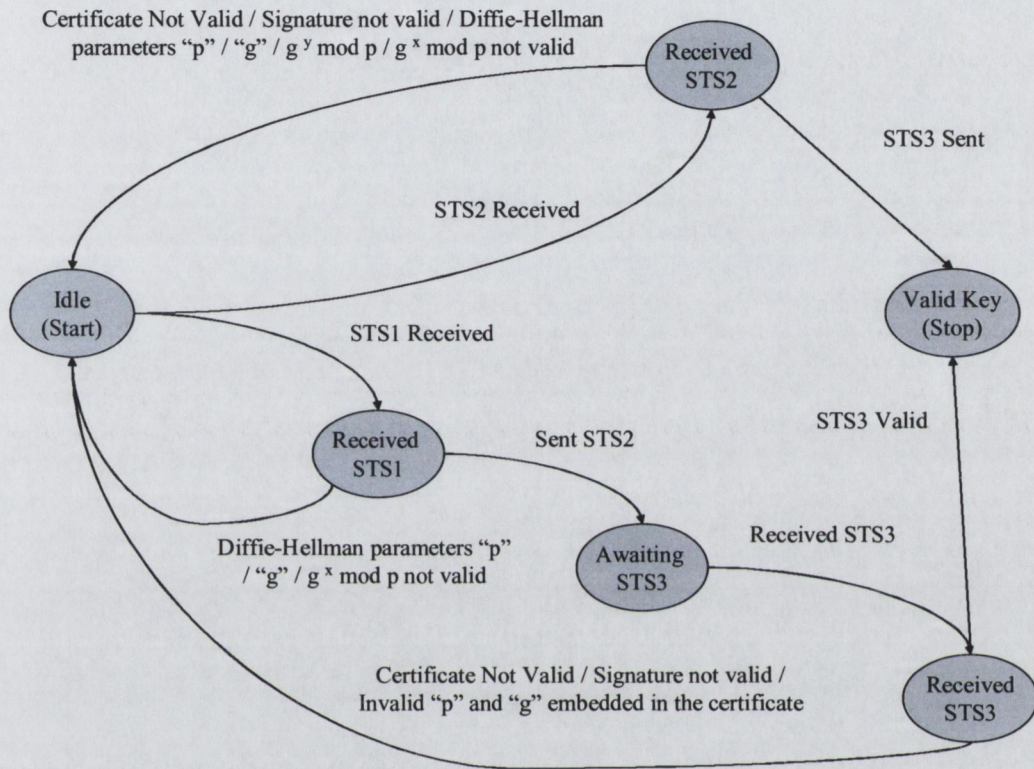 Certificate Not Valid / Signature not valid / Diffie-Hellman
parameters “p” / “g” / g ʸ mod p / g ˣ mod p not valid
Received
STS2
STS3 Sent
STS2 Received
Idle
(Start)
Valid Key
(Stop)
STS1 Received
STS3 Valid
Received
STS1
Sent STS2
Diffie-Hellman parameters “p”
/ “g” / g ˣ mod p not valid
Awaiting
STS3
Received STS3
Certificate Not Valid / Signature not valid /
Invalid “p” and “g” embedded in the certificate
Received
STS3